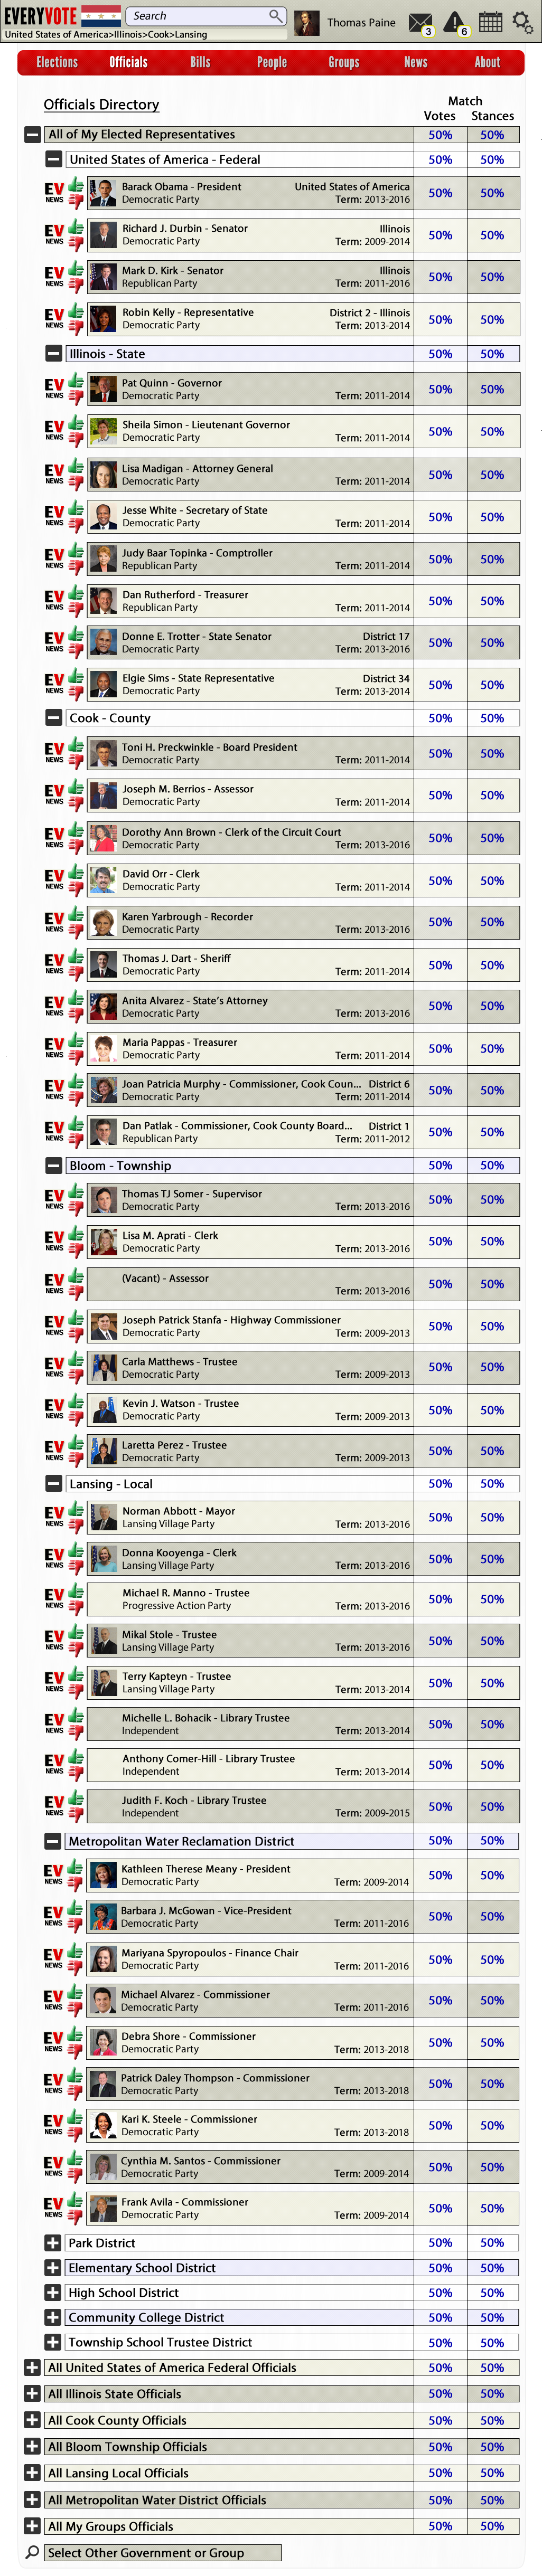 EVERYVOTE
Search
Thomas Paine
3
6
United States of America>Illinois>Cook>Lansing
Elections Officials Bills People Groups News About
Officials Directory
Match
Votes Stances
All of My Elected Representatives 50% 50%
United States of America - Federal 50% 50%
EV NEWS
Barack Obama - President United States of America
Democratic Party Term: 2013-2016 50% 50%
EV NEWS
Richard J. Durbin - Senator Illinois
Democratic Party Term: 2009-2014 50% 50%
EV NEWS
Mark D. Kirk - Senator Illinois
Republican Party Term: 2011-2016 50% 50%
EV NEWS
Robin Kelly - Representative District 2 - Illinois
Democratic Party Term: 2013-2014 50% 50%
Illinois - State 50% 50%
EV NEWS
Pat Quinn - Governor
Democratic Party Term: 2011-2014 50% 50%
EV NEWS
Sheila Simon - Lieutenant Governor
Democratic Party Term: 2011-2014 50% 50%
EV NEWS
Lisa Madigan - Attorney General
Democratic Party Term: 2011-2014 50% 50%
EV NEWS
Jesse White - Secretary of State
Democratic Party Term: 2011-2014 50% 50%
EV NEWS
Judy Baar Topinka - Comptroller
Republican Party Term: 2011-2014 50% 50%
EV NEWS
Dan Rutherford - Treasurer
Republican Party Term: 2011-2014 50% 50%
EV NEWS
Donne E. Trotter - State Senator District 17
Democratic Party Term: 2013-2016 50% 50%
EV NEWS
Elgie Sims - State Representative District 34
Democratic Party Term: 2013-2014 50% 50%
Cook - County 50% 50%
EV NEWS
Toni H. Preckwinkle - Board President
Democratic Party Term: 2011-2014 50% 50%
EV NEWS
Joseph M. Berrios - Assessor
Democratic Party Term: 2011-2014 50% 50%
EV NEWS
Dorothy Ann Brown - Clerk of the Circuit Court
Democratic Party Term: 2013-2016 50% 50%
EV NEWS
David Orr - Clerk
Democratic Party Term: 2011-2014 50% 50%
EV NEWS
Karen Yarbrough - Recorder
Democratic Party Term: 2013-2016 50% 50%
EV NEWS
Thomas J. Dart - Sheriff
Democratic Party Term: 2011-2014 50% 50%
EV NEWS
Anita Alvarez - State's Attorney
Democratic Party Term: 2013-2016 50% 50%
EV NEWS
Maria Pappas - Treasurer
Democratic Party Term: 2011-2014 50% 50%
EV NEWS
Joan Patricia Murphy - Commissioner, Cook Coun... District 6
Democratic Party Term: 2011-2014 50% 50%
EV NEWS
Dan Patlak - Commissioner, Cook County Board... District 1
Republican Party Term: 2011-2012 50% 50%
Bloom - Township 50% 50%
EV NEWS
Thomas TJ Somer - Supervisor
Democratic Party Term: 2013-2016 50% 50%
EV NEWS
Lisa M. Aprati - Clerk
Democratic Party Term: 2013-2016 50% 50%
EV NEWS
(Vacant) - Assessor
Term: 2013-2016 50% 50%
EV NEWS
Joseph Patrick Stanfa - Highway Commissioner
Democratic Party Term: 2009-2013 50% 50%
EV NEWS
Carla Matthews - Trustee
Democratic Party Term: 2009-2013 50% 50%
EV NEWS
Kevin J. Watson - Trustee
Democratic Party Term: 2009-2013 50% 50%
EV NEWS
Laretta Perez - Trustee
Democratic Party Term: 2009-2013 50% 50%
Lansing - Local 50% 50%
EV NEWS
Norman Abbott - Mayor
Lansing Village Party Term: 2013-2016 50% 50%
EV NEWS
Donna Kooyenga - Clerk
Lansing Village Party Term: 2013-2016 50% 50%
EV NEWS
Michael R. Manno - Trustee
Progressive Action Party Term: 2013-2016 50% 50%
EV NEWS
Mikal Stole - Trustee
Lansing Village Party Term: 2013-2016 50% 50%
EV NEWS
Terry Kapteyn - Trustee
Lansing Village Party Term: 2013-2014 50% 50%
EV NEWS
Michelle L. Bohacik - Library Trustee
Independent Term: 2013-2014 50% 50%
EV NEWS
Anthony Comer-Hill - Library Trustee
Independent Term: 2013-2014 50% 50%
EV NEWS
Judith F. Koch - Library Trustee
Independent Term: 2009-2015 50% 50%
Metropolitan Water Reclamation District 50% 50%
EV NEWS
Kathleen Therese Meany - President
Democratic Party Term: 2009-2014 50% 50%
EV NEWS
Barbara J. McGowan - Vice-President
Democratic Party Term: 2011-2016 50% 50%
EV NEWS
Mariyana Spyropoulos - Finance Chair
Democratic Party Term: 2011-2016 50% 50%
EV NEWS
Michael Alvarez - Commissioner
Democratic Party Term: 2011-2016 50% 50%
EV NEWS
Debra Shore - Commissioner
Democratic Party Term: 2013-2018 50% 50%
EV NEWS
Patrick Daley Thompson - Commissioner
Democratic Party Term: 2013-2018 50% 50%
EV NEWS
Kari K. Steele - Commissioner
Democratic Party Term: 2013-2018 50% 50%
EV NEWS
Cynthia M. Santos - Commissioner
Democratic Party Term: 2009-2014 50% 50%
EV NEWS
Frank Avila - Commissioner
Democratic Party Term: 2009-2014 50% 50%
Park District 50% 50%
Elementary School District 50% 50%
High School District 50% 50%
Community College District 50% 50%
Township School Trustee District 50% 50%
All United States of America Federal Officials 50% 50%
All Illinois State Officials 50% 50%
All Cook County Officials 50% 50%
All Bloom Township Officials 50% 50%
All Lansing Local Officials 50% 50%
All Metropolitan Water District Officials 50% 50%
All My Groups Officials 50% 50%
Select Other Government or Group